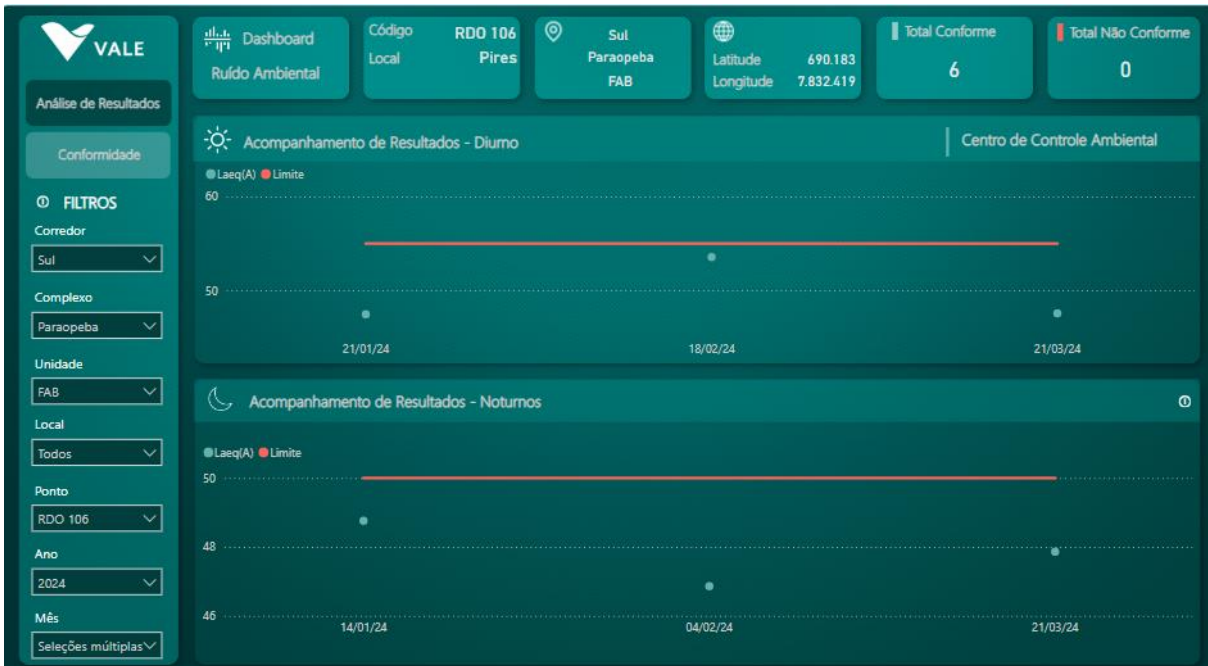 VALE
Análise de Resultados
Conformidade
FILTROS
Corredor
Sul
Complexo
Paraopeba
Unidade
FAB
Local
Todos
Ponto
RDO 106
Ano
2024
Mês
Seleções múltiplas
Dashboard
Ruído Ambiental
Código RDO 106
Local Pires
Sul
Paraopeba
FAB
Latitude 690.183
Longitude 7.832.419
Total Conforme
6
Total Não Conforme
0
Acompanhamento de Resultados - Diurno
Centro de Controle Ambiental
Laeq(A) Limite
60
50
21/01/24 18/02/24 21/03/24
Acompanhamento de Resultados - Noturnos
Laeq(A) Limite
50
48
46
14/01/24 04/02/24 21/03/24